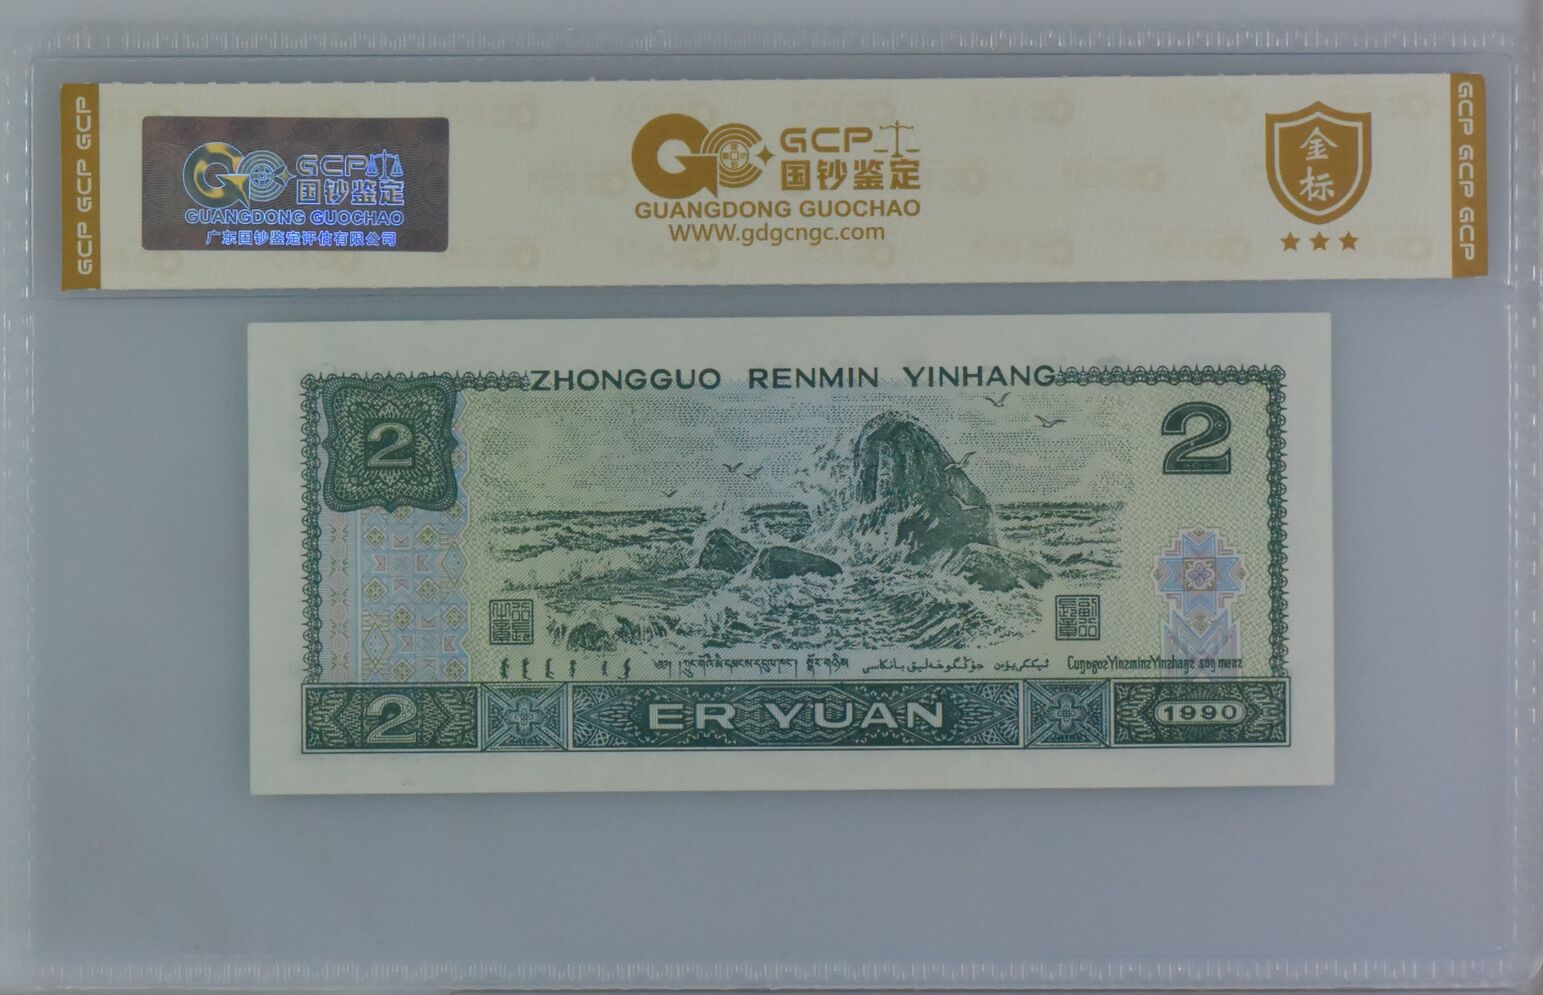 GCP GCP GCP
GCP
国钞鉴定
GUANGDONG GUOCHAO
广东国钞鉴定评估有限公司
GCP
国钞鉴定
GUANGDONG GUOCHAO
WWW.gdgcngc.com
金
标
GCP GCP GCP
ZHONGGUO RENMIN YINHANG
2
2
2
ER YUAN
1990